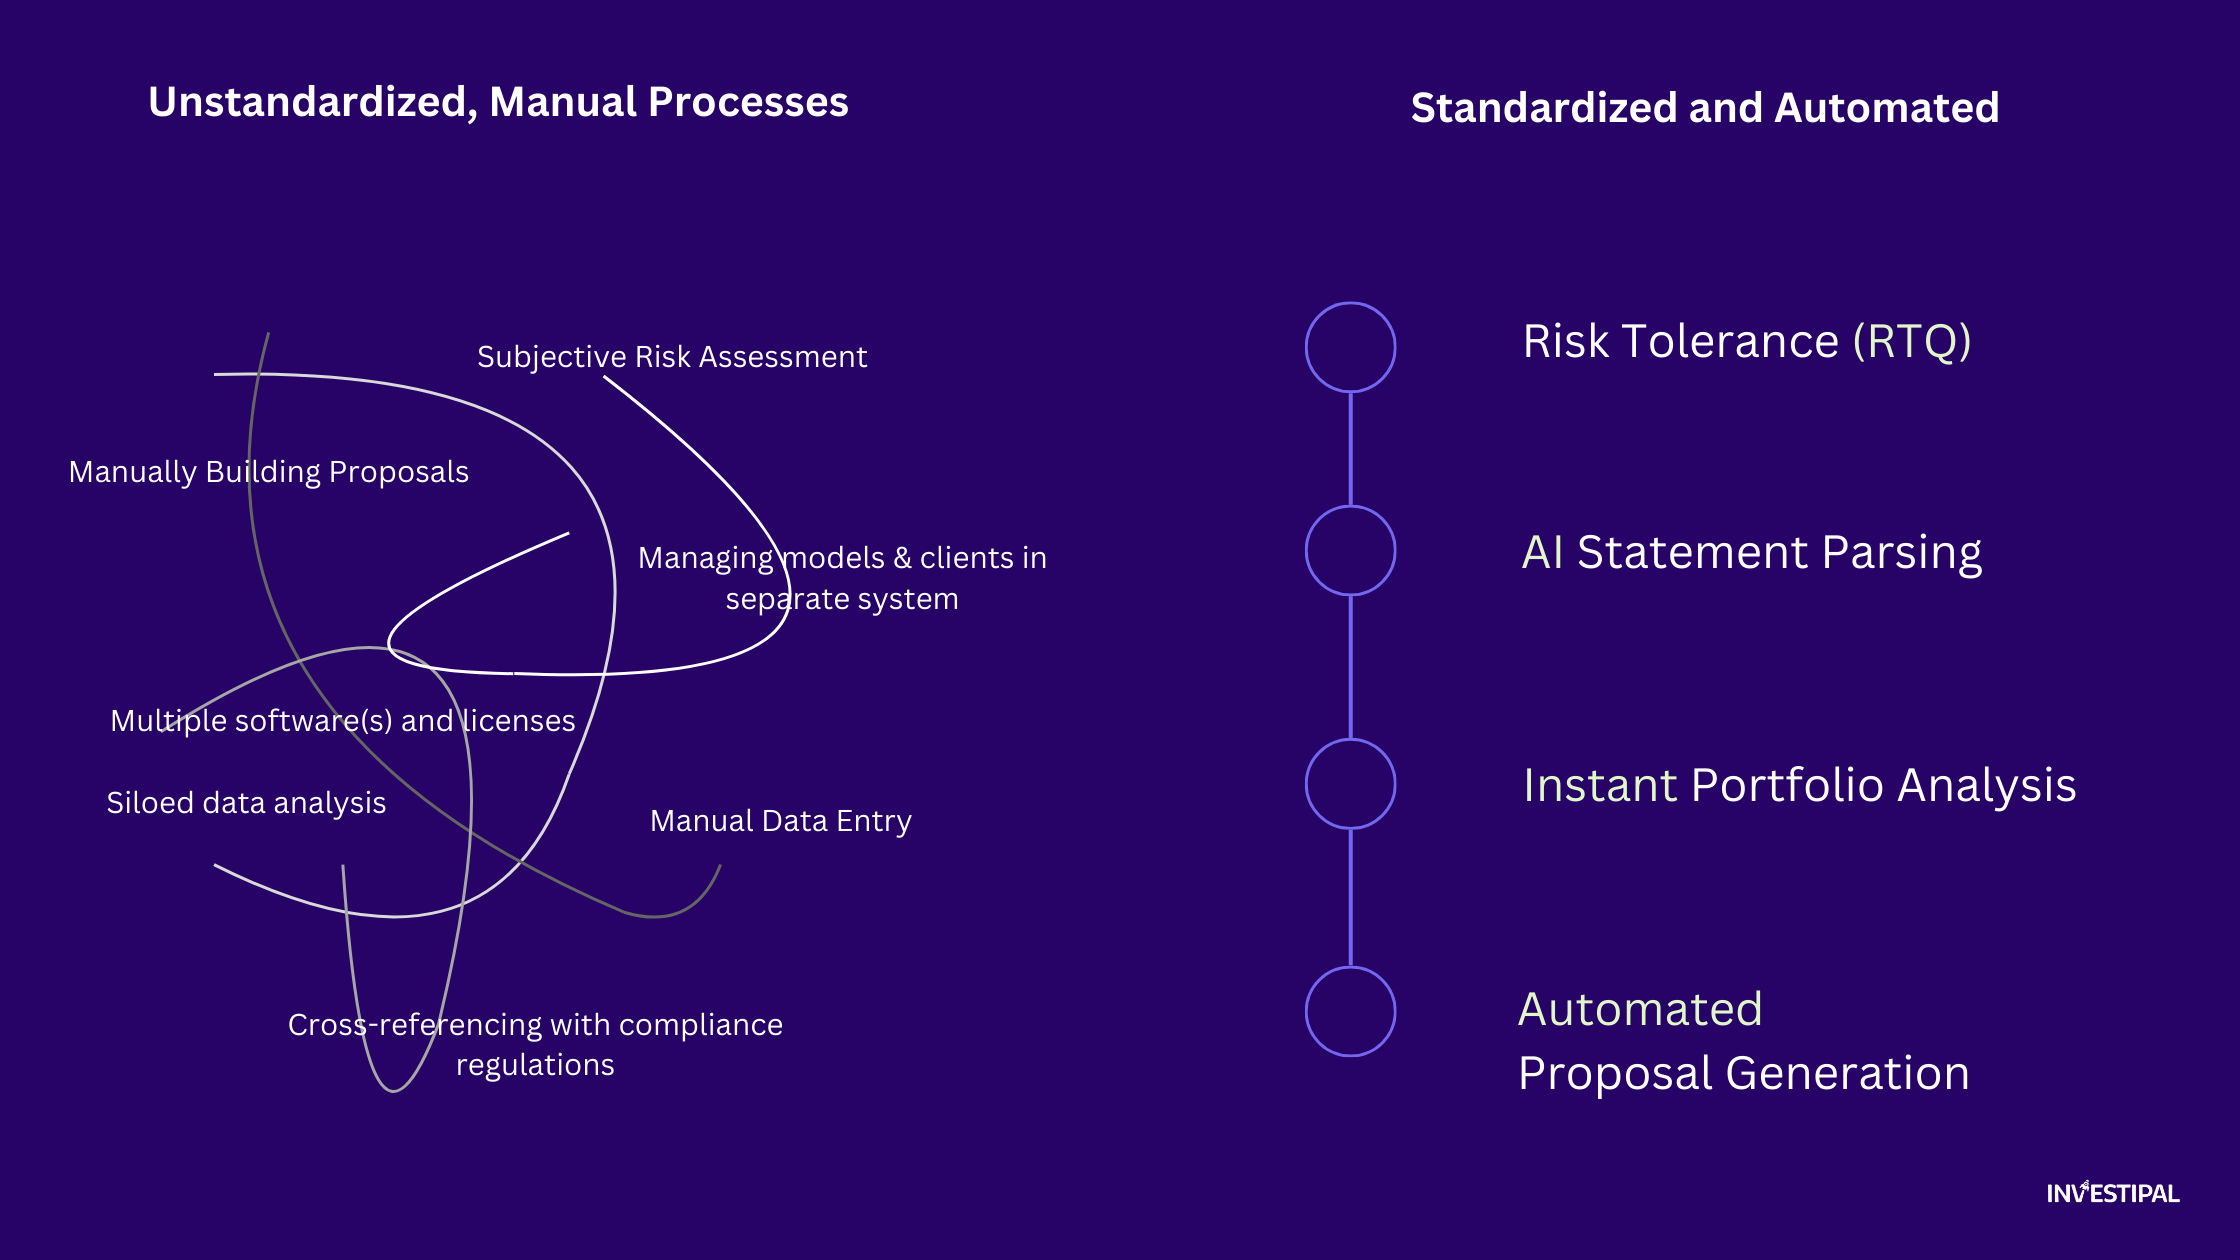 Unstandardized, Manual Processes
Subjective Risk Assessment
Manually Building Proposals
Managing models & clients in
separate system
Multiple software(s) and licenses
Siloed data analysis
Manual Data Entry
Cross-referencing with compliance
regulations
Standardized and Automated
Risk Tolerance (RTQ)
AI Statement Parsing
Instant Portfolio Analysis
Automated
Proposal Generation
INVESTIPAL